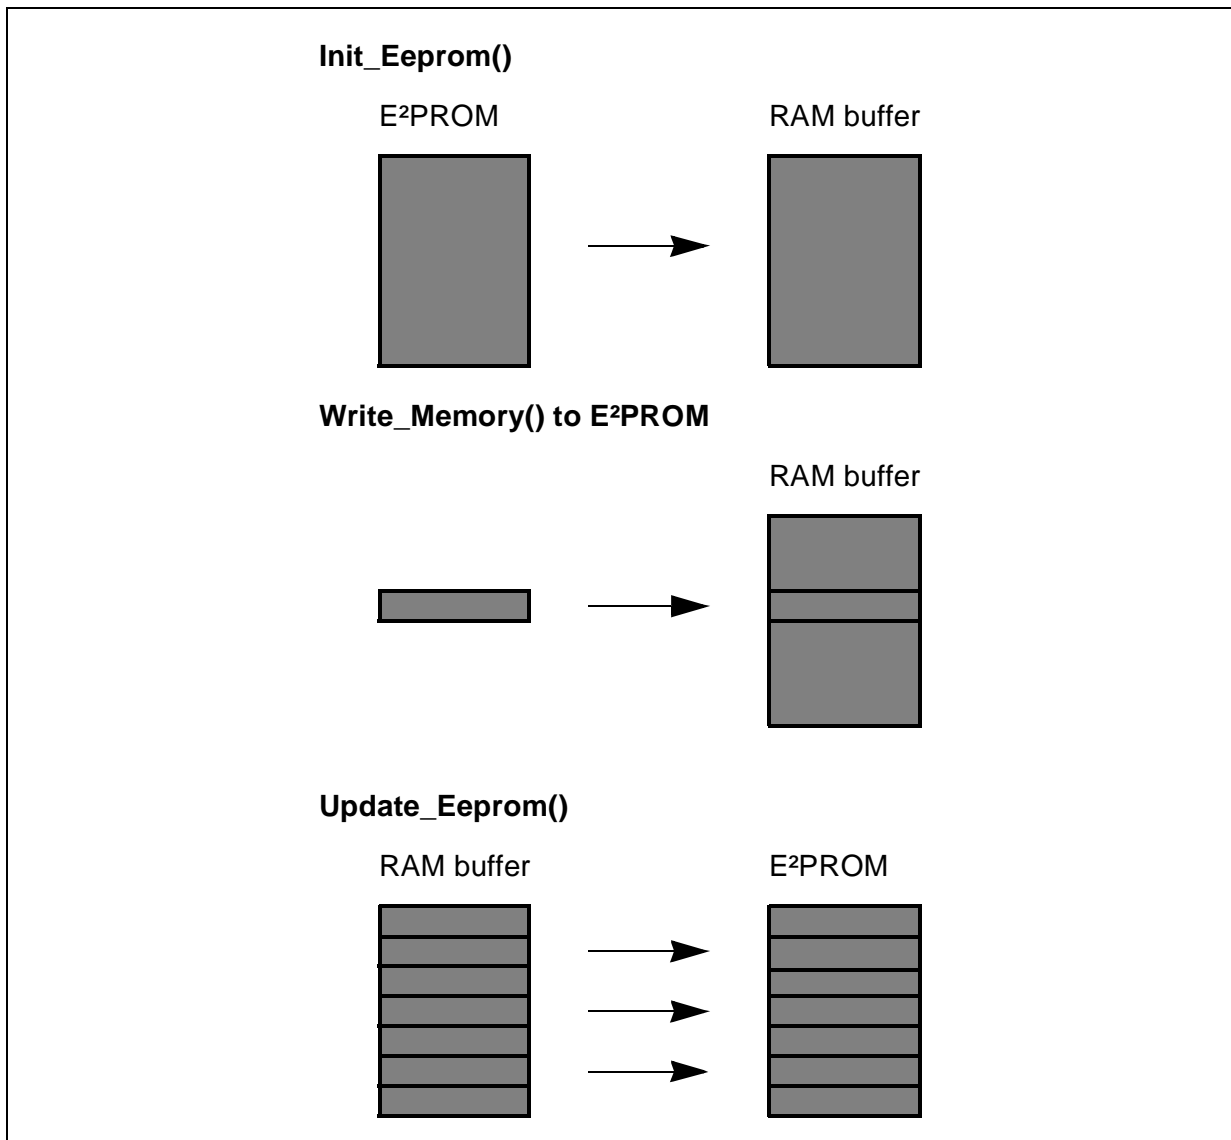 Init_Eeprom()
E²PROM RAM buffer
Write_Memory() to E²PROM
RAM buffer
Update_Eeprom()
RAM buffer E²PROM